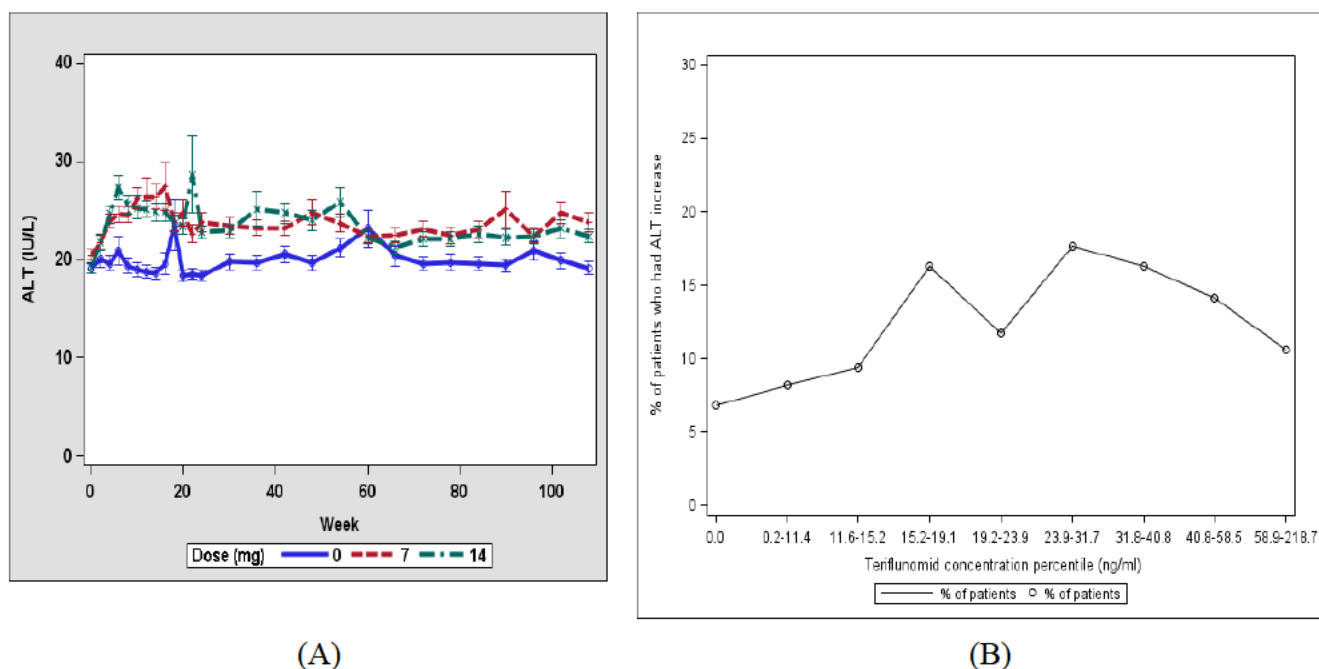 40
30
20
10
0
ALT (IU/L)
0 20 40 60 80 100
Week
Dose (mg) 0 7 14
(A)
30
25
20
15
10
5
0
% of patients who had ALT increase
0.0 0.2-11.4 11.6-15.2 15.2-19.1 19.2-23.9 23.9-31.7 31.8-40.8 40.8-58.5 58.9-218.7
Teriflunomid concentration percentile (ng/ml)
% of patients % of patients
(B)